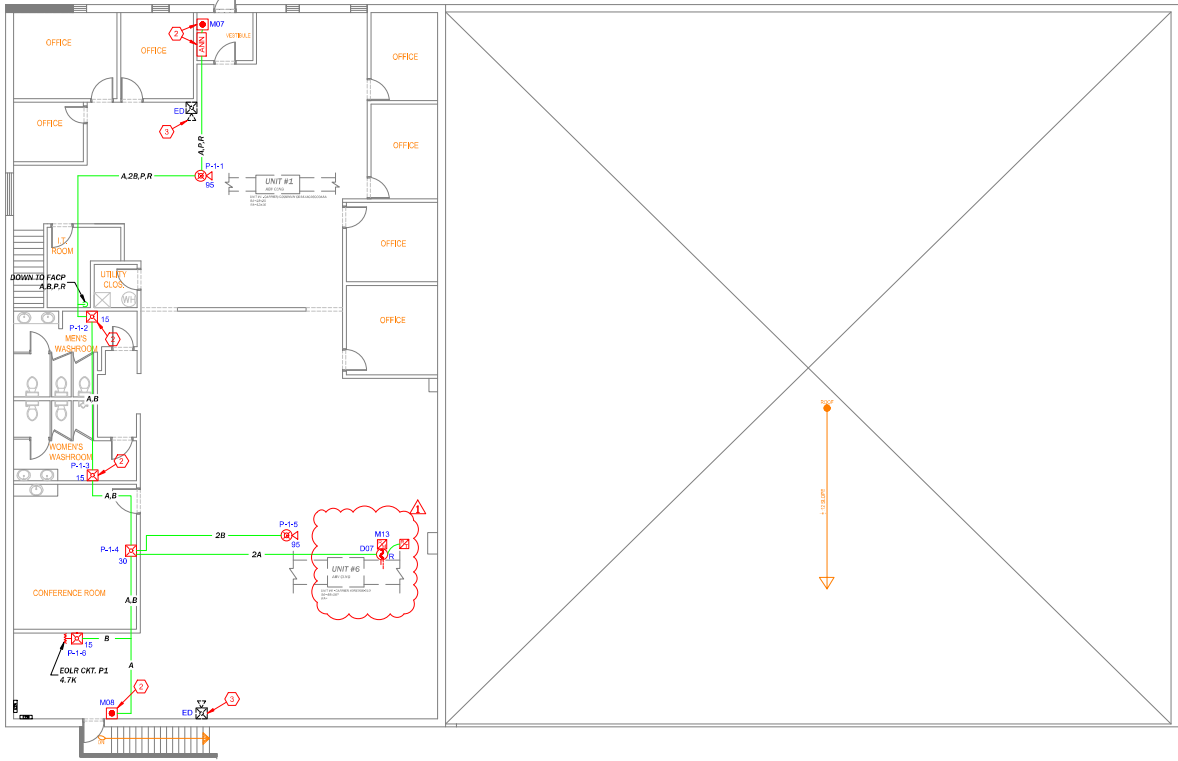 M07
2
ANN
VESTIBULE
OFFICE
OFFICE
OFFICE
ED
3
OFFICE
A,P,R
OFFICE
P-1-1
95
A,2B,P,R
UNIT #1
OFFICE
I.T.
ROOM
UTILITY
CLOS.
WH
DOWN TO FACP
A,B,P,R
15
P-1-2
2
MEN'S
WASHROOM
OFFICE
A,B
ROOF
WOMEN'S
WASHROOM
P-1-3
15
2
A,B
1
P-1-5
95
2B
M13
D07
R
P-1-4
30
2A
UNIT #6
CONFERENCE ROOM
A,B
15
P-1-6
B
EOLR CKT. P1
4.7K
A
2
M08
ED
3